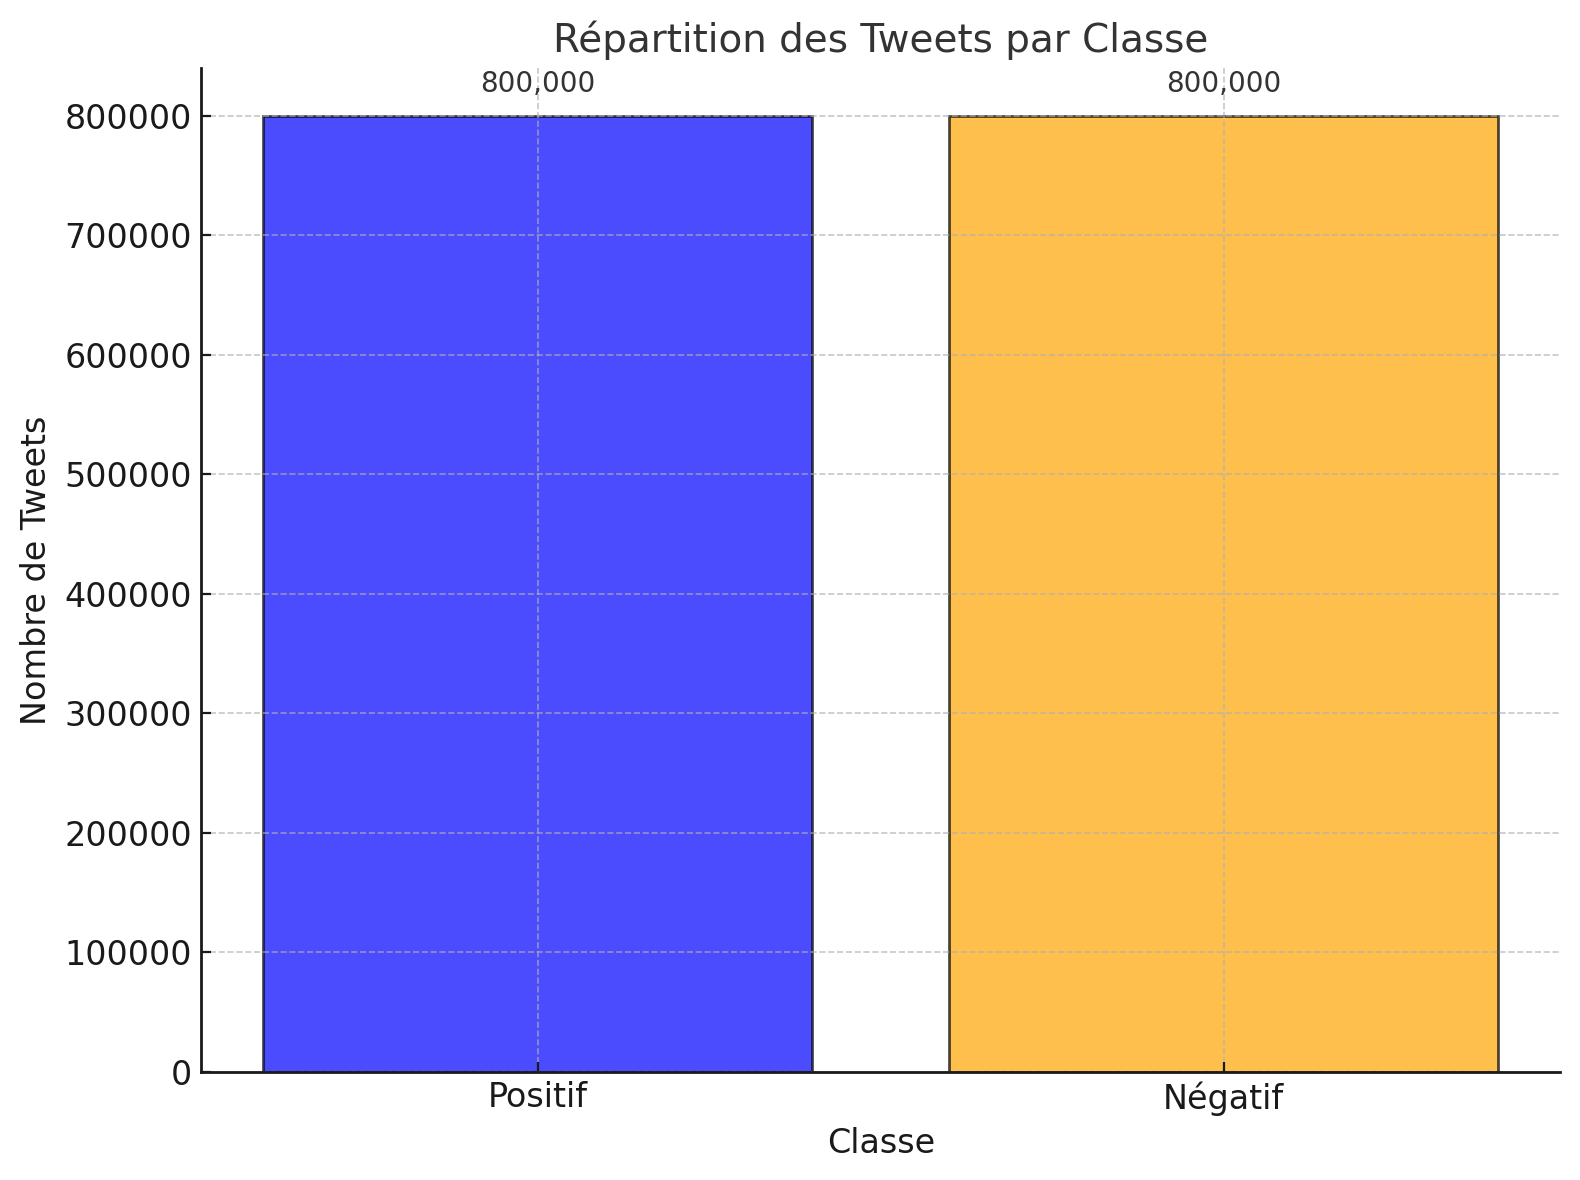 Répartition des Tweets par Classe
800,000
800,000
800000
700000
600000
500000
400000
300000
200000
100000
0
Nombre de Tweets
Positif
Négatif
Classe